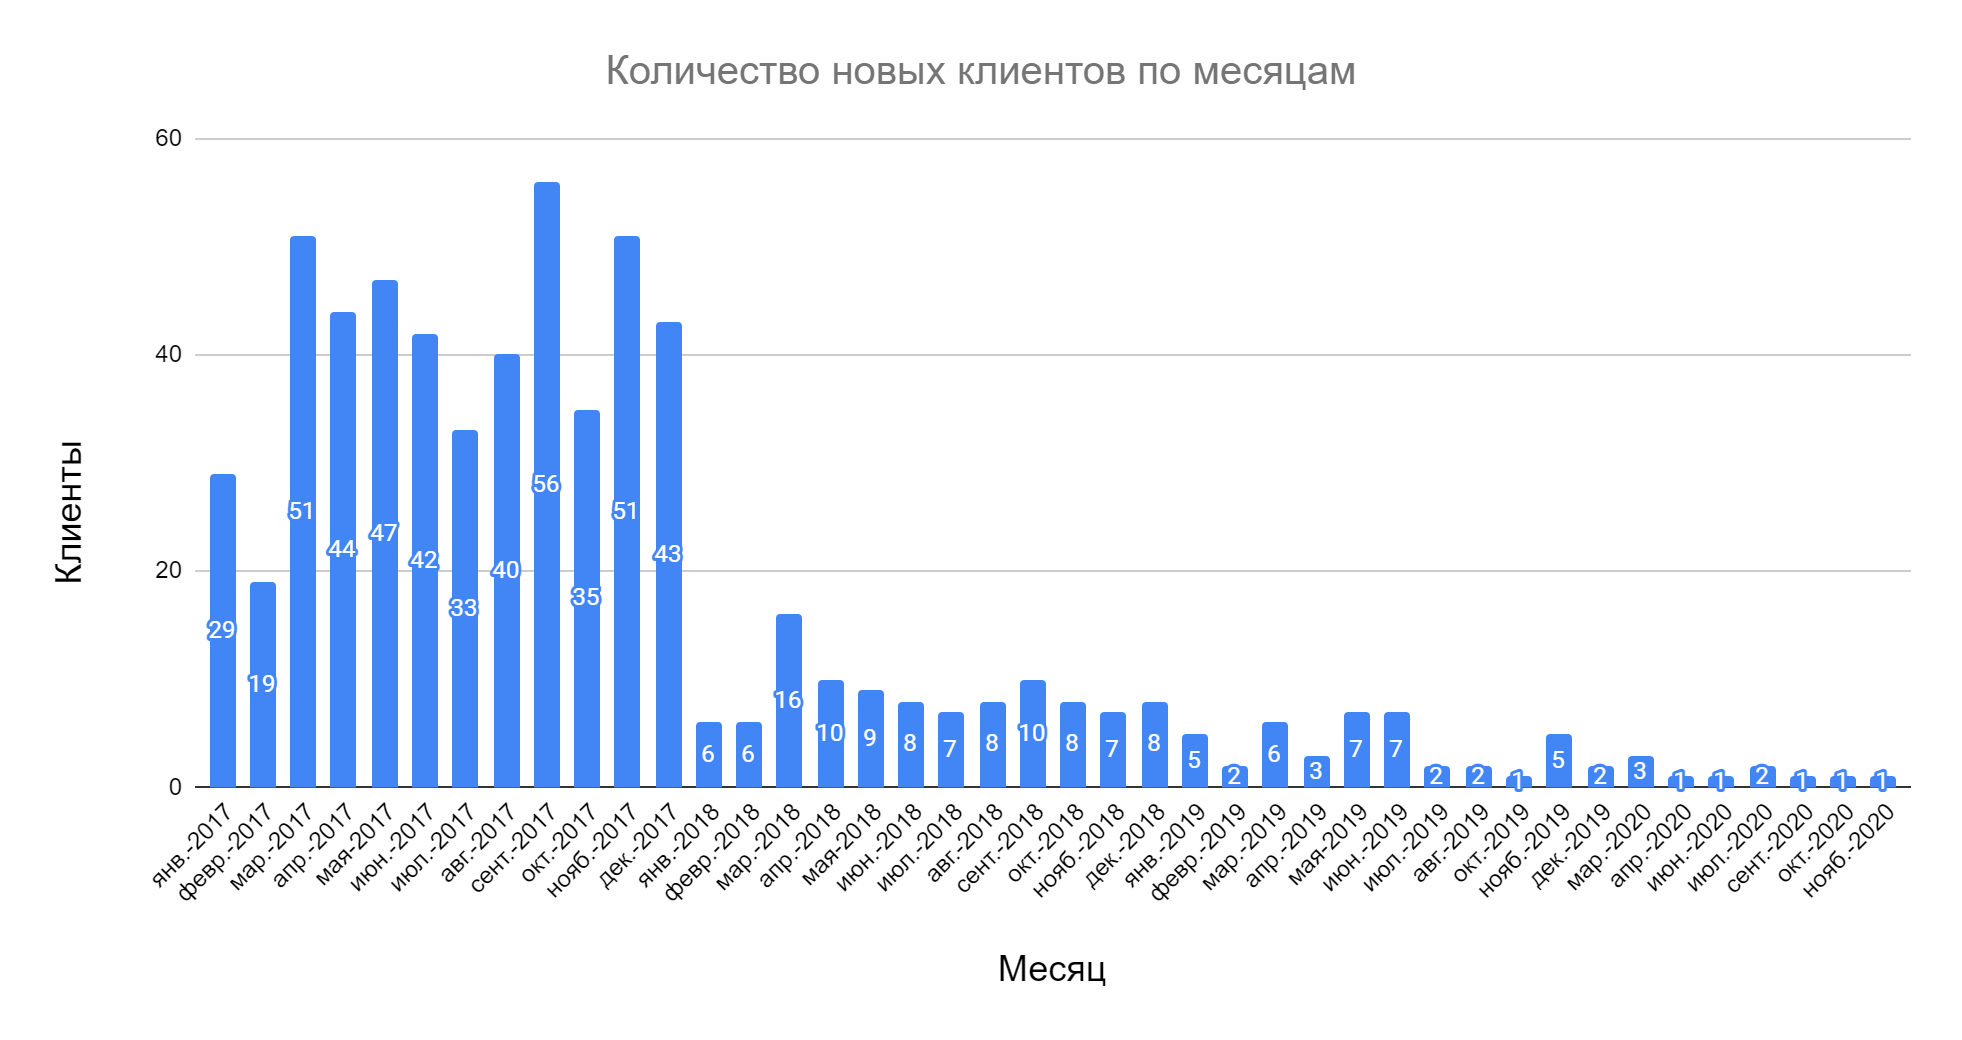 Количество новых клиентов по месяцам
60
40
20
0
Клиенты
29
19
51
44
47
42
33
40
56
35
51
43
6
6
16
10
9
8
7
8
10
8
7
8
5
2
6
3
7
7
2
2
1
5
2
3
1
1
2
1
1
1
янв.-2017
февр.-2017
мар.-2017
апр.-2017
мая-2017
июн.-2017
июл.-2017
авг.-2017
сент.-2017
окт.-2017
нояб.-2017
дек.-2017
янв.-2018
февр.-2018
мар.-2018
апр.-2018
мая-2018
июн.-2018
июл.-2018
авг.-2018
сент.-2018
окт.-2018
нояб.-2018
дек.-2018
янв.-2019
февр.-2019
мар.-2019
апр.-2019
мая-2019
июн.-2019
июл.-2019
авг.-2019
окт.-2019
нояб.-2019
дек.-2019
мар.-2020
апр.-2020
июн.-2020
июл.-2020
сент.-2020
окт.-2020
нояб.-2020
Месяц